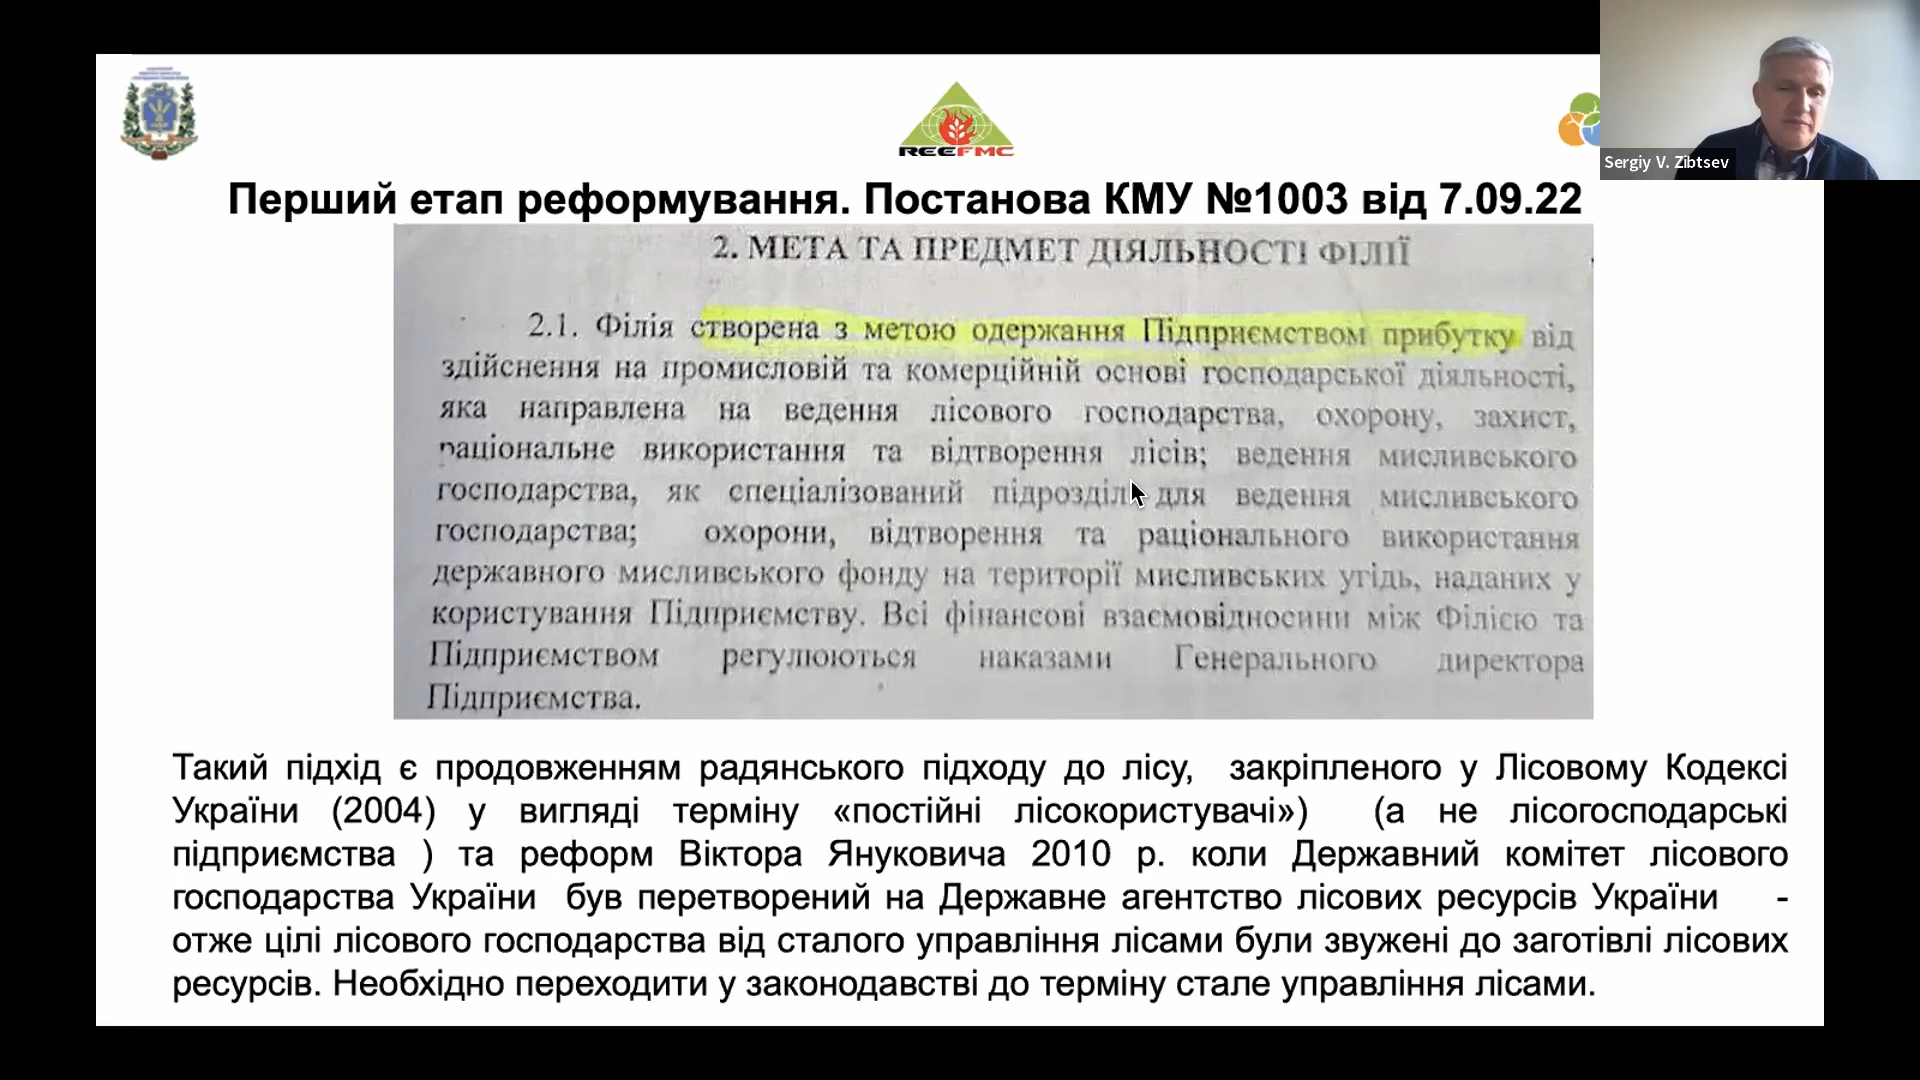 REEFMC
Sergiy V. Zibtsev
Перший етап реформування. Постанова КМУ №1003 від 7.09.22
2. МЕТА ТА ПРЕДМЕТ ДІЯЛЬНОСТІ ФІЛІЇ
2.1. Філія створена з метою одержання Підприємством прибутку від
здійснення на промисловій та комерційній основі господарської діяльності,
яка направлена на ведення лісового господарства, охорону, захист,
раціональне використання та відтворення лісів; ведення мисливського
господарства, як спеціалізований підрозділ для ведення мисливського
господарства; охорони, відтворення та раціонального використання
державного мисливського фонду на території мисливських угідь, наданих у
користування Підприємству. Всі фінансові взаємовідносини між Філією та
Підприємством регулюються наказами Генерального директора
Підприємства.
Такий підхід є продовженням радянського підходу до лісу, закріпленого у Лісовому Кодексі
України (2004) у вигляді терміну «постійні лісокористувачі») (а не лісогосподарські
підприємства ) та реформ Віктора Януковича 2010 р. коли Державний комітет лісового
господарства України був перетворений на Державне агентство лісових ресурсів України -
отже цілі лісового господарства від сталого управління лісами були звужені до заготівлі лісових
ресурсів. Необхідно переходити у законодавстві до терміну стале управління лісами.